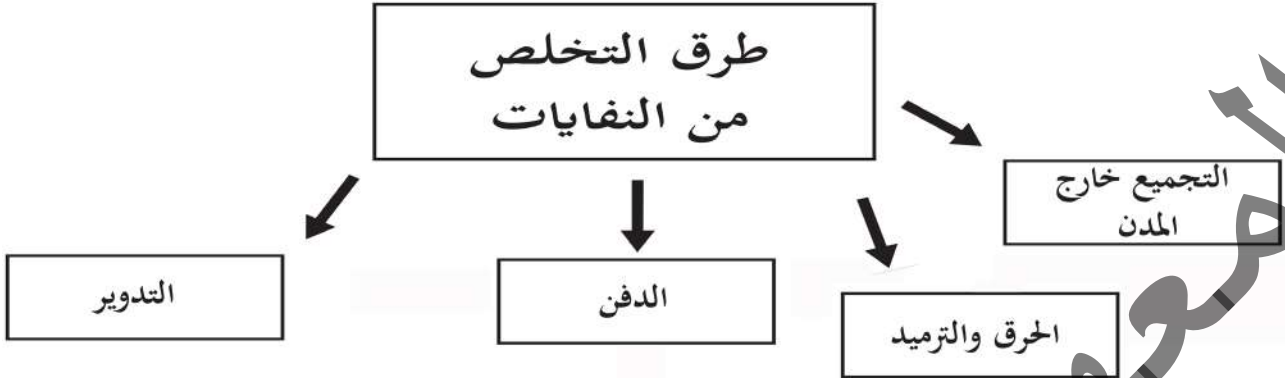 طرق التخلص
من النفايات
التجميع خارج
المدن
الحرق والترميد
الدفن
التدوير